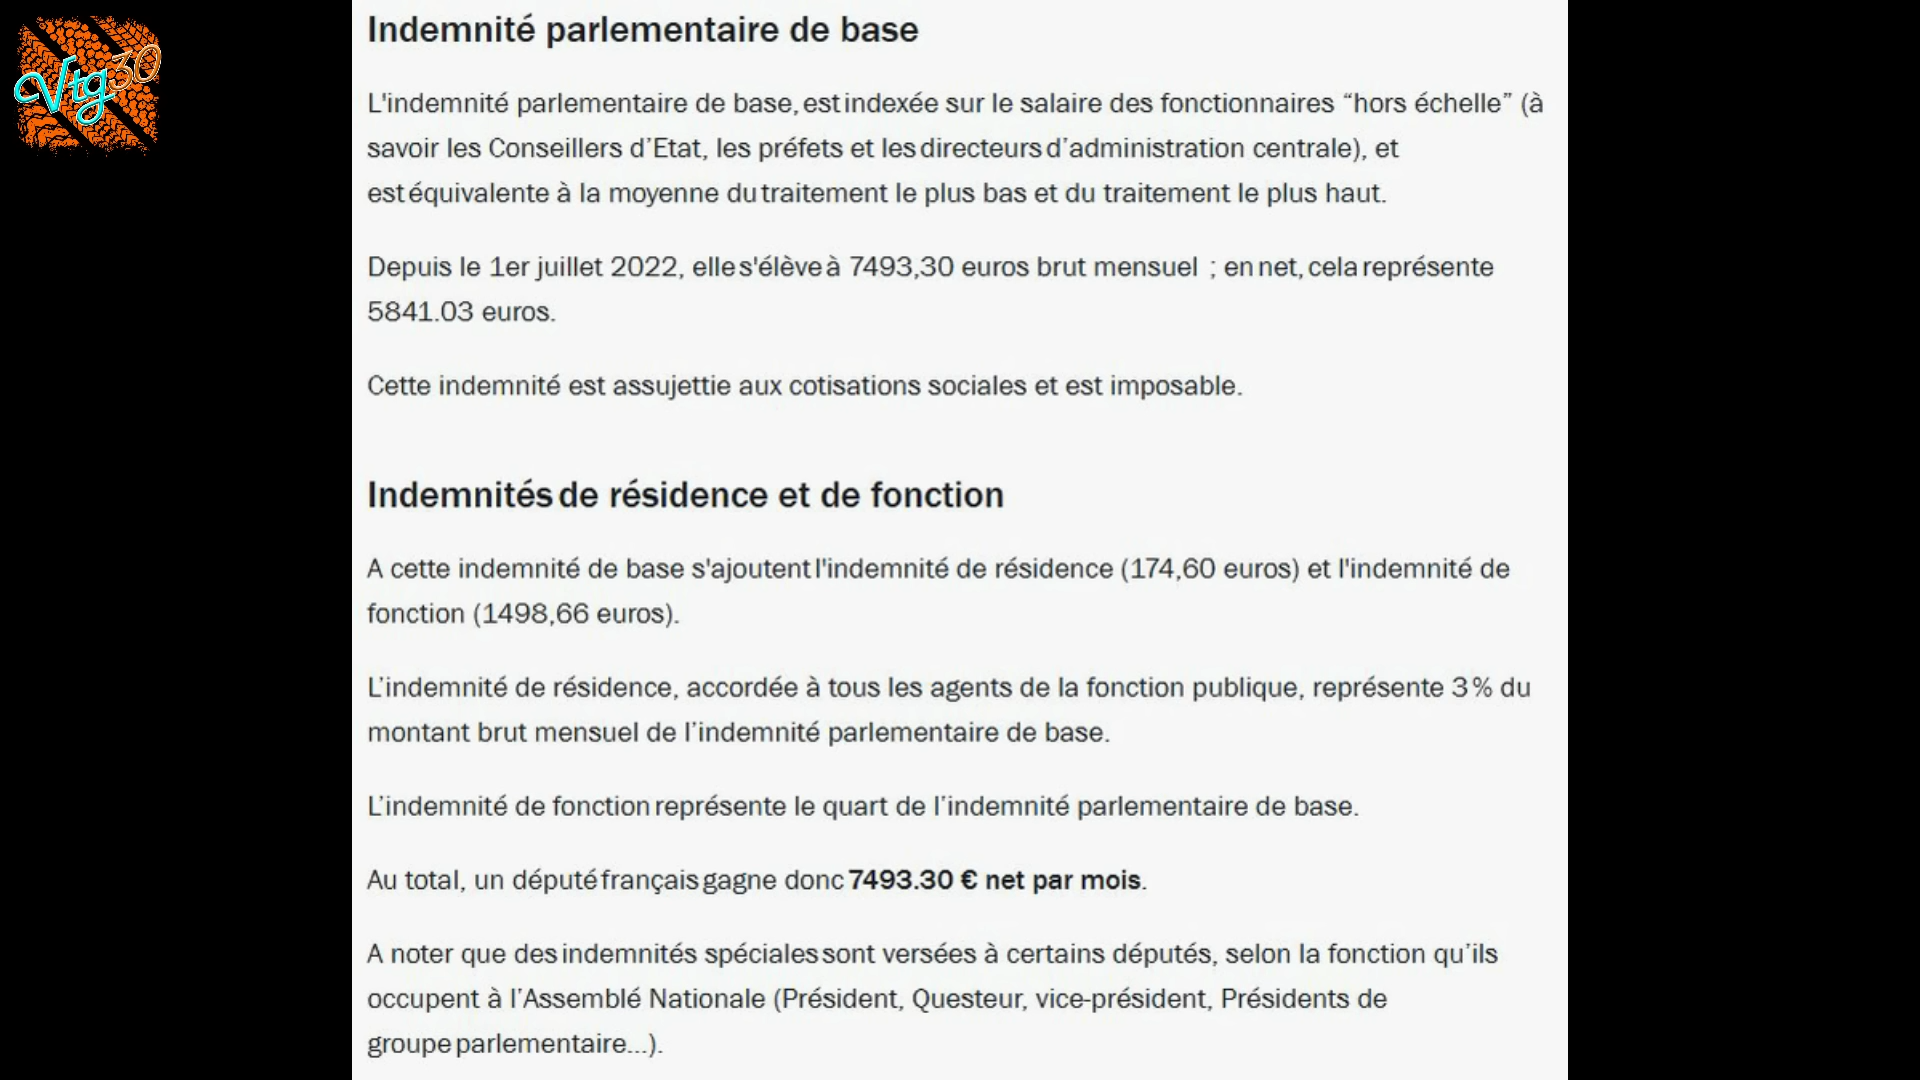 Vtg30
Indemnité parlementaire de base
L'indemnité parlementaire de base, est indexée sur le salaire des fonctionnaires “hors échelle” (à
savoir les Conseillers d’Etat, les préfets et les directeurs d’administration centrale), et
est équivalente à la moyenne du traitement le plus bas et du traitement le plus haut.
Depuis le 1er juillet 2022, elle s'élève à 7493,30 euros brut mensuel ; en net, cela représente
5841.03 euros.
Cette indemnité est assujettie aux cotisations sociales et est imposable.
Indemnités de résidence et de fonction
A cette indemnité de base s'ajoutent l'indemnité de résidence (174,60 euros) et l'indemnité de
fonction (1498,66 euros).
L’indemnité de résidence, accordée à tous les agents de la fonction publique, représente 3 % du
montant brut mensuel de l’indemnité parlementaire de base.
L’indemnité de fonction représente le quart de l’indemnité parlementaire de base.
Au total, un député français gagne donc 7493.30 € net par mois.
A noter que des indemnités spéciales sont versées à certains députés, selon la fonction qu’ils
occupent à l’Assemblé Nationale (Président, Questeur, vice-président, Présidents de
groupe parlementaire...).